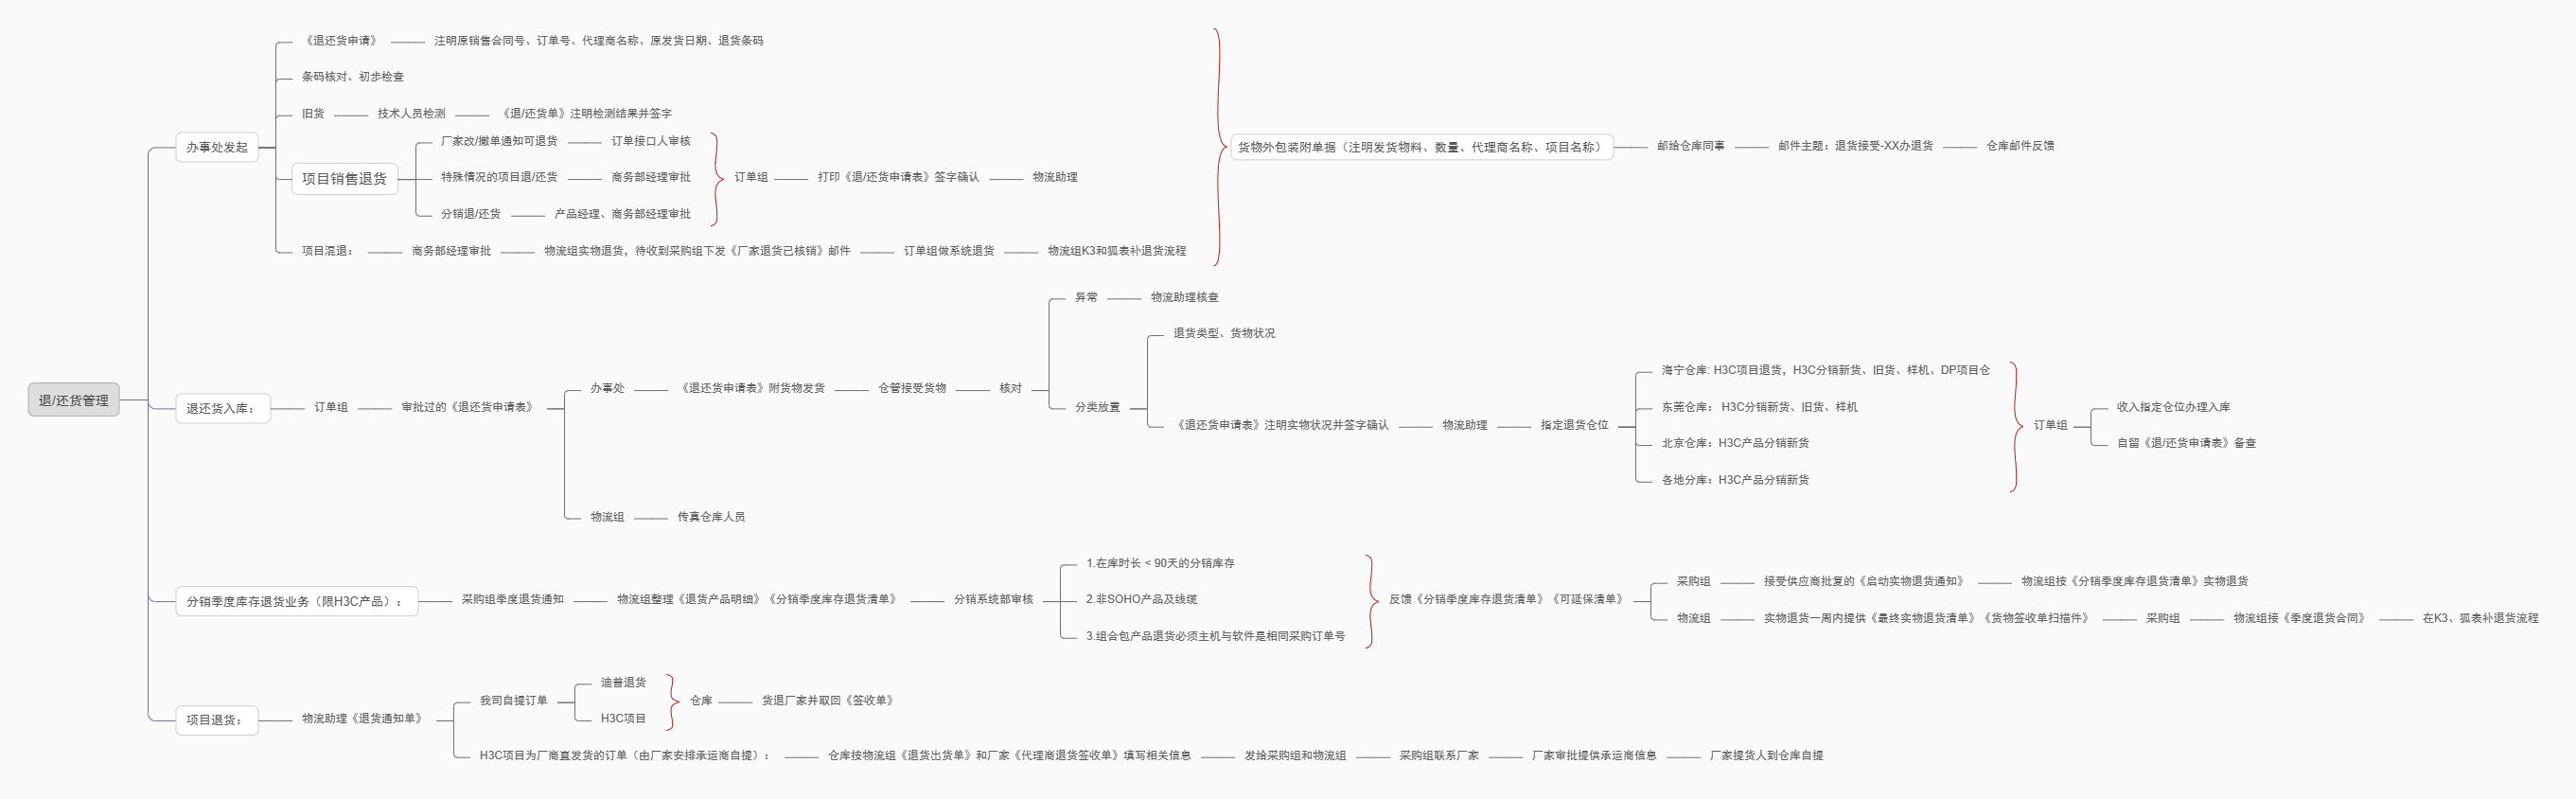 退/还货管理
办事处发起
《退还货申请》
注明原销售合同号、订单号、代理商名称、原发货日期、退货条码
条码核对、初步检查
旧货
技术人员检测
《退/还货单》注明检测结果并签字
项目销售退货
厂家改/撤单通知可退货
订单接口人审核
特殊情况的项目退/还货
商务部经理审批
分销退/还货
产品经理、商务部经理审批
订单组
打印《退/还货申请表》签字确认
物流助理
项目混退：
商务部经理审批
物流组实物退货，待收到采购组下发《厂家退货已核销》邮件
订单组做系统退货
物流组K3和狐表补退货流程
货物外包装附单据（注明发货物料、数量、代理商名称、项目名称）
邮给仓库同事
邮件主题：退货接受-XX办退货
仓库邮件反馈
退还货入库：
订单组
审批过的《退还货申请表》
办事处
《退还货申请表》附货物发货
仓管接受货物
核对
异常
物流助理核查
分类放置
退货类型、货物状况
《退还货申请表》注明实物状况并签字确认
物流助理
指定退货仓位
海宁仓库: H3C项目退货，H3C分销新货、旧货、样机、DP项目仓
东莞仓库： H3C分销新货、旧货、样机
北京仓库：H3C产品分销新货
各地分库：H3C产品分销新货
订单组
收入指定仓位办理入库
自留《退/还货申请表》备查
物流组
传真仓库人员
分销季度库存退货业务（限H3C产品）：
采购组季度退货通知
物流组整理《退货产品明细》《分销季度库存退货清单》
分销系统部审核
1.在库时长 < 90天的分销库存
2.非SOHO产品及线缆
3.组合包产品退货必须主机与软件是相同采购订单号
反馈《分销季度库存退货清单》《可延保清单》
采购组
接受供应商批复的《启动实物退货通知》
物流组按《分销季度库存退货清单》实物退货
物流组
实物退货一周内提供《最终实物退货清单》《货物签收单扫描件》
采购组
物流组接《季度退货合同》
在K3、狐表补退货流程
项目退货：
物流助理《退货通知单》
我司自提订单
迪普退货
H3C项目
仓库
货退厂家并取回《签收单》
H3C项目为厂商直发货的订单（由厂家安排承运商自提）：
仓库按物流组《退货出货单》和厂家《代理商退货签收单》填写相关信息
发给采购组和物流组
采购组联系厂家
厂家审批提供承运商信息
厂家提货人到仓库自提